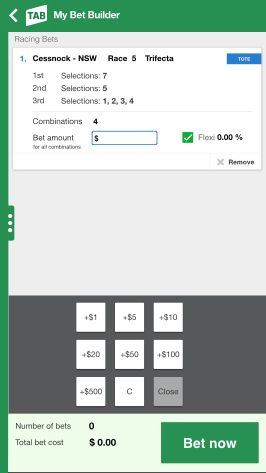 TAB My Bet Builder
Racing Bets
1. Cessnock - NSW Race 5 Trifecta TOTE
1st Selections: 7
2nd Selections: 5
3rd Selections: 1, 2, 3, 4
Combinations 4
Bet amount $ Flexi 0.00 %
for all combinations
Remove
+$1 +$5 +$10
+$20 +$50 +$100
+$500 C Close
Number of bets 0
Total bet cost $ 0.00
Bet now